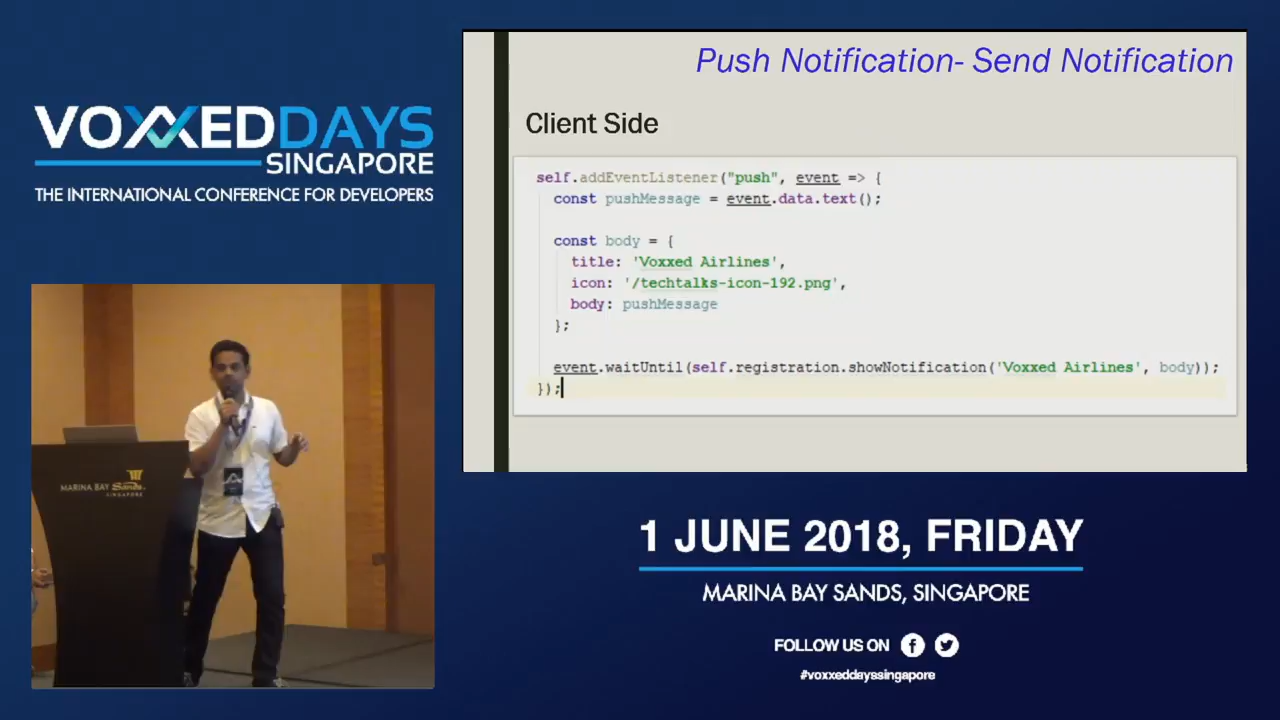 VOXXEDDAYS
SINGAPORE
THE INTERNATIONAL CONFERENCE FOR DEVELOPERS
MARINA BAY Sands
SINGAPORE
Push Notification- Send Notification
Client Side
self.addEventListener("push", event => {
const pushMessage = event.data.text();
const body = {
title: 'Voxxed Airlines',
icon: '/techtalks-icon-192.png',
body: pushMessage
};
event.waitUntil(self.registration.showNotification('Voxxed Airlines', body));
});
1 JUNE 2018, FRIDAY
MARINA BAY SANDS, SINGAPORE
FOLLOW US ON
#voxxeddayssingapore